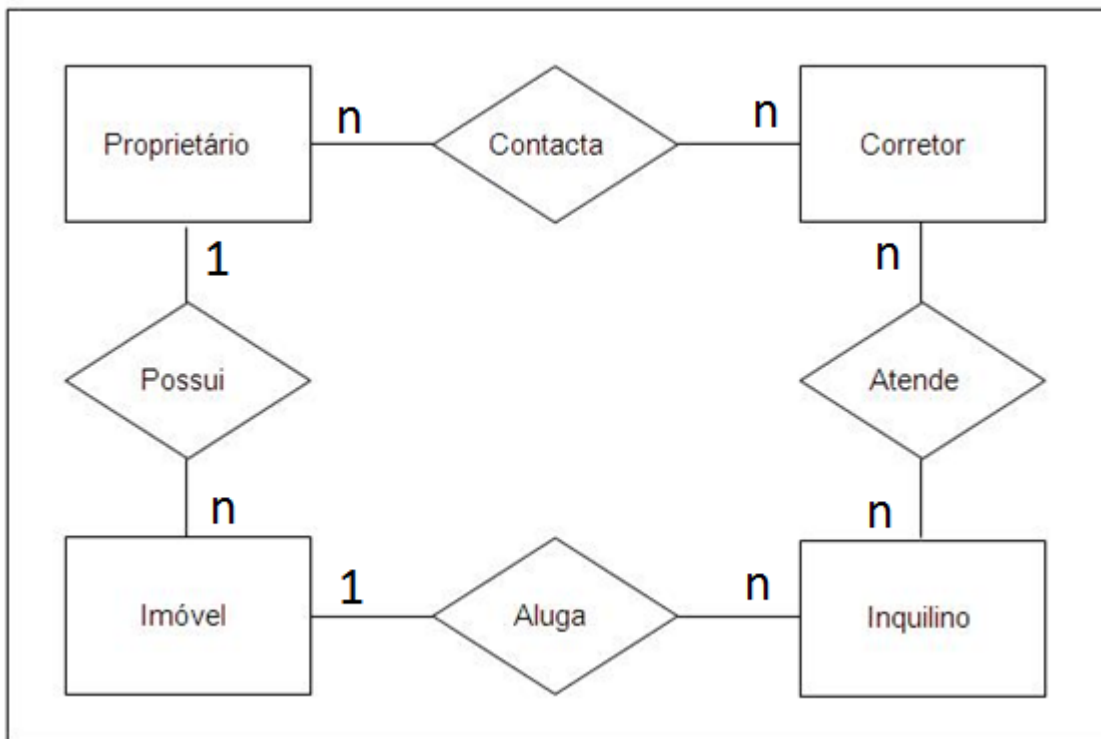 Proprietário
n
Contacta
n
Corretor
1
n
Possui
Atende
n
n
Imóvel
1
Aluga
n
Inquilino